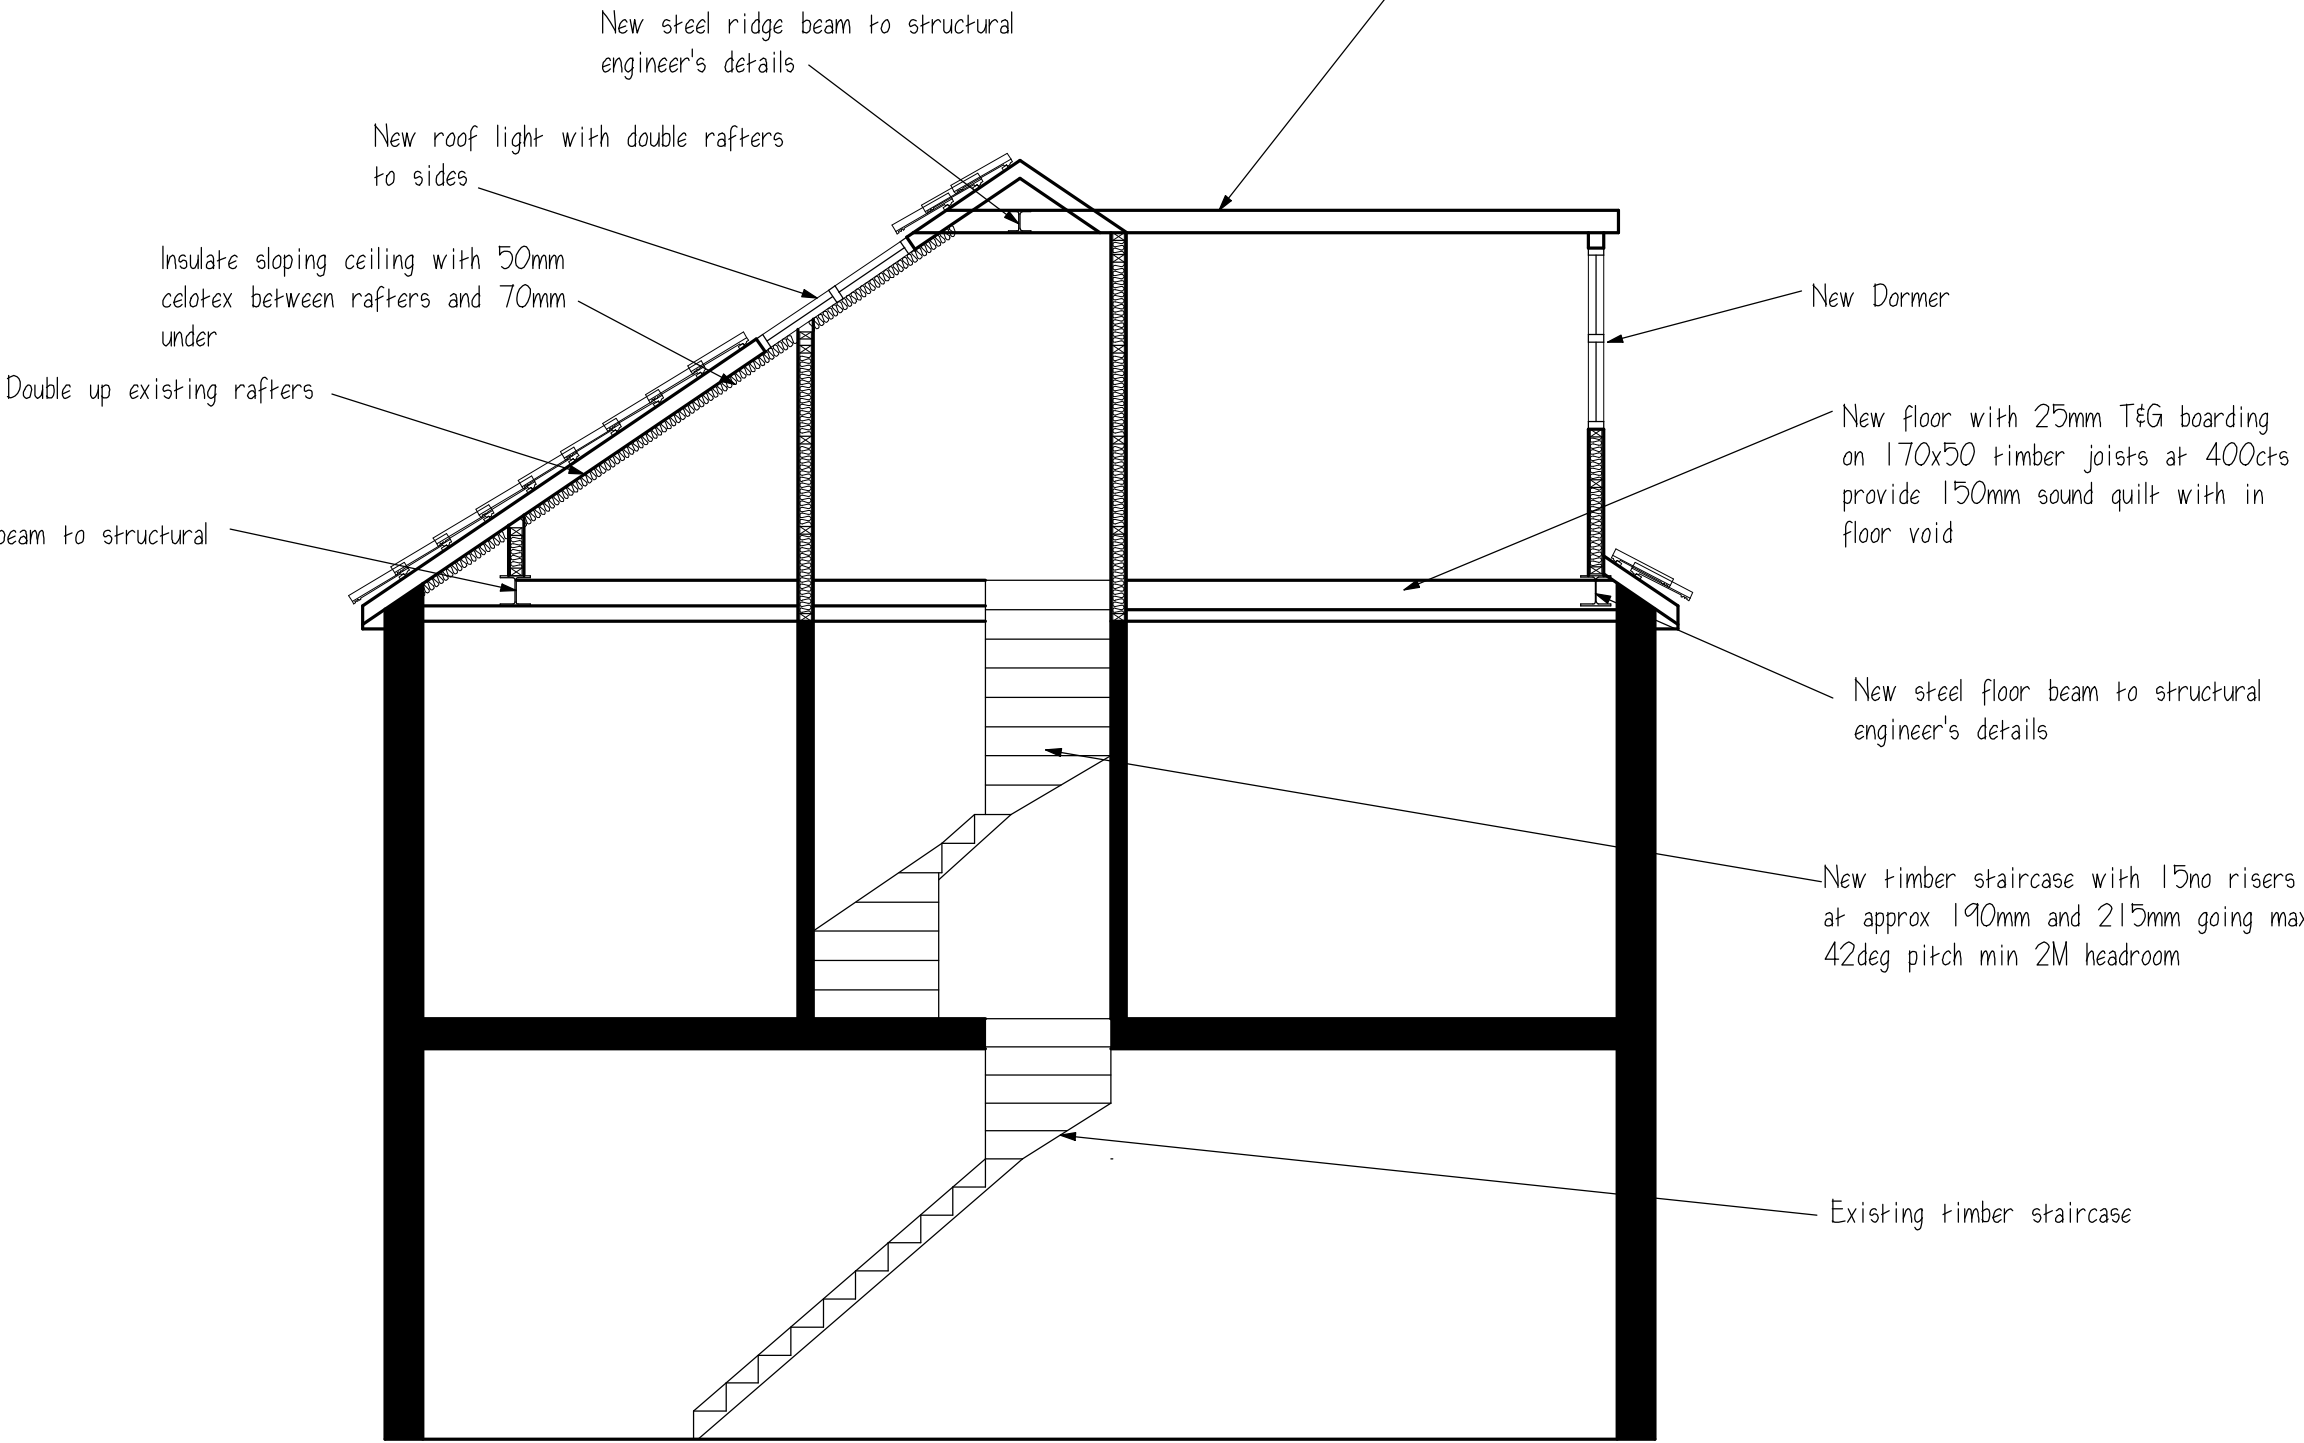 New steel ridge beam to structural
engineer's details
New roof light with double rafters
to sides
Insulate sloping ceiling with 50mm
celotex between rafters and 70mm
under
Double up existing rafters
beam to structural
New Dormer
New floor with 25mm T&G boarding
on 170x50 timber joists at 400cts
provide 150mm sound quilt with in
floor void
New steel floor beam to structural
engineer's details
New timber staircase with 15no risers
at approx 190mm and 215mm going max
42deg pitch min 2M headroom
Existing timber staircase